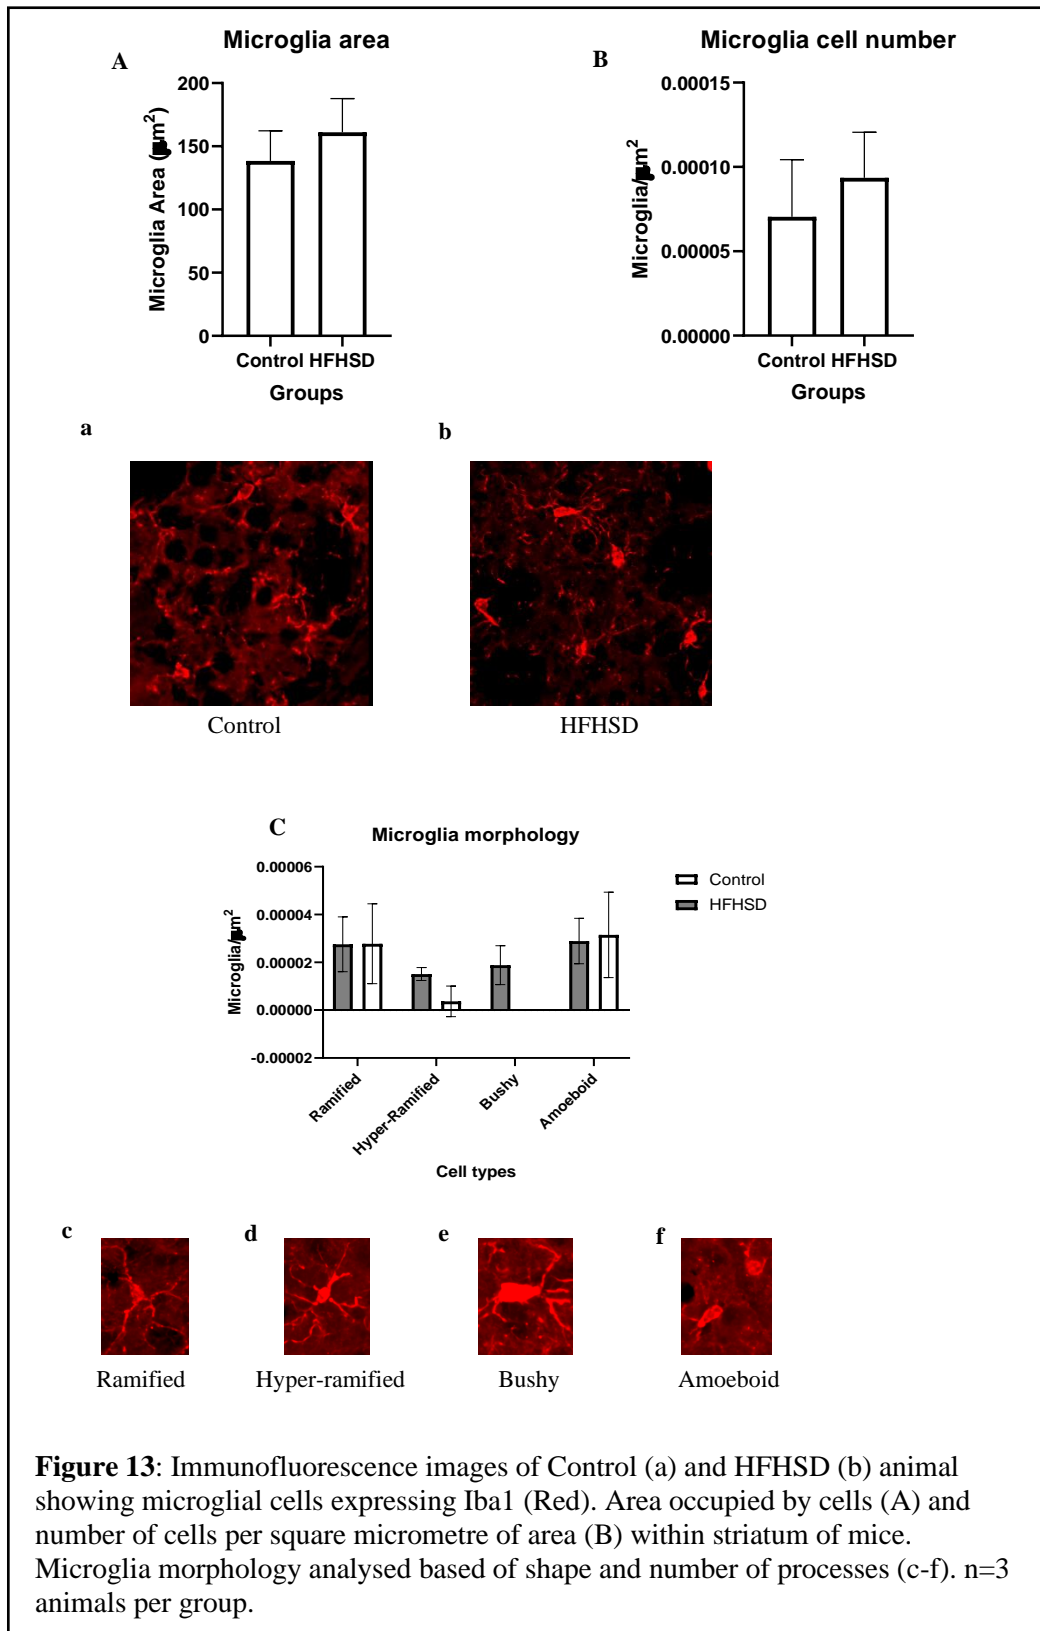 Microglia area
A
Microglia Area (μm²)
200
150
100
50
0
Control HFHSD
Groups
Microglia cell number
B
Microglia/μm²
0.00015
0.00010
0.00005
0.00000
Control HFHSD
Groups
a
b
Control
HFHSD
C
Microglia morphology
Microglia/μm²
0.00006
0.00004
0.00002
0.00000
-0.00002
Ramified
Hyper-Ramified
Bushy
Amoeboid
Cell types
Control
HFHSD
c
d
e
f
Ramified
Hyper-ramified
Bushy
Amoeboid
Figure 13: Immunofluorescence images of Control (a) and HFHSD (b) animal
showing microglial cells expressing Iba1 (Red). Area occupied by cells (A) and
number of cells per square micrometre of area (B) within striatum of mice.
Microglia morphology analysed based of shape and number of processes (c-f). n=3
animals per group.